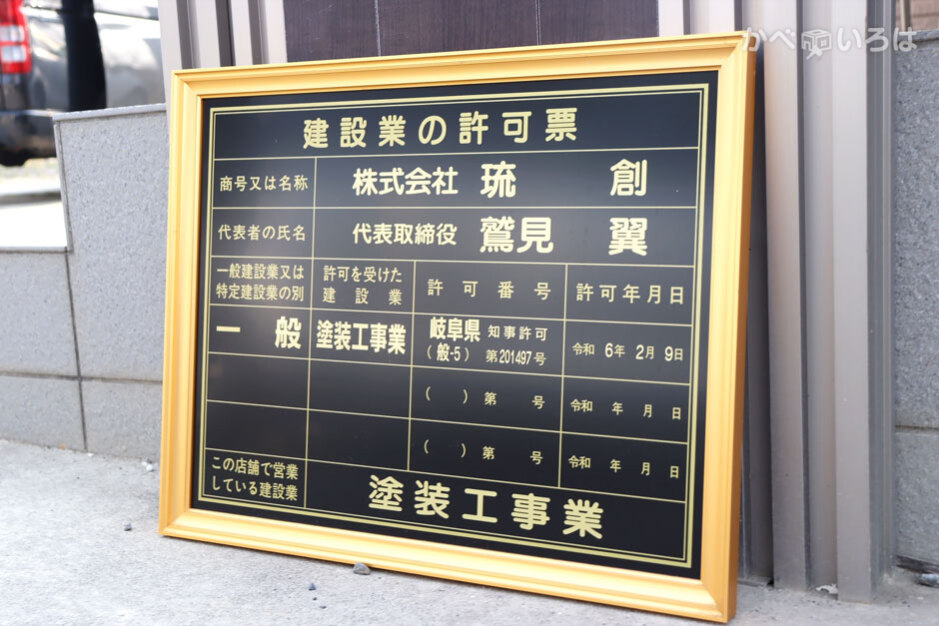 かべいろは
建設業の許可票
商号又は名称 株式会社 琉 創
代表者の氏名 代表取締役 鷲見 翼
一般建設業又は
特定建設業の別
許可を受けた
建設業
許可番号
許可年月日
一般
塗装工事業
岐阜県 知事許可
(般-5) 第201497号
令和 6年 2月 9日
( ) 第 号
令和 年 月 日
( ) 第 号
令和 年 月 日
この店舗で営業
している建設業
塗装工事業